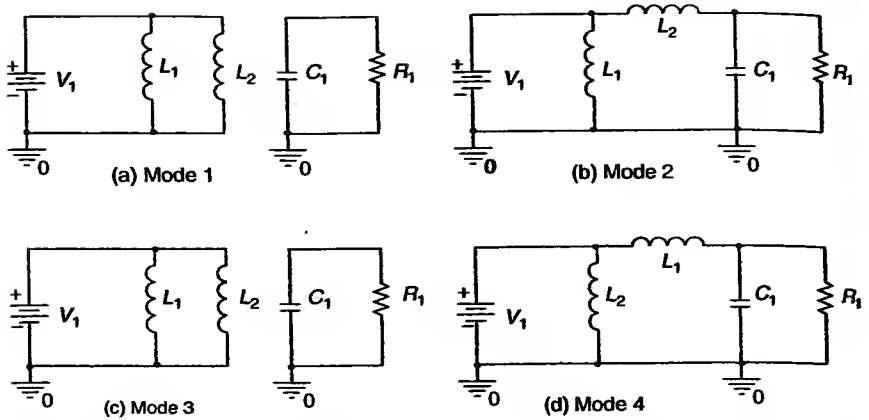 + V1 L1 L2 C1 R1
−
0 0
(a) Mode 1
L2
+ V1 L1 C1 R1
−
0 0
(b) Mode 2
+ V1 L1 L2 C1 R1
−
0 0
(c) Mode 3
L1
+ V1 L2 C1 R1
−
0 0
(d) Mode 4